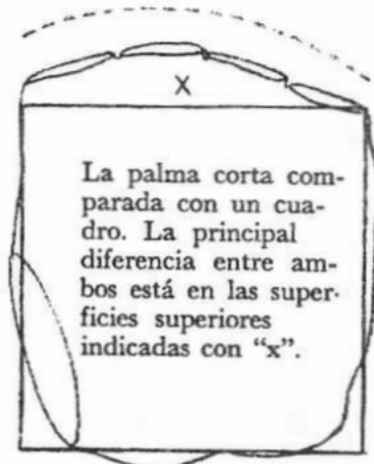 X
La palma corta com-
parada con un cua-
dro. La principal
diferencia entre am-
bos está en las super-
ficies superiores
indicadas con “x”.